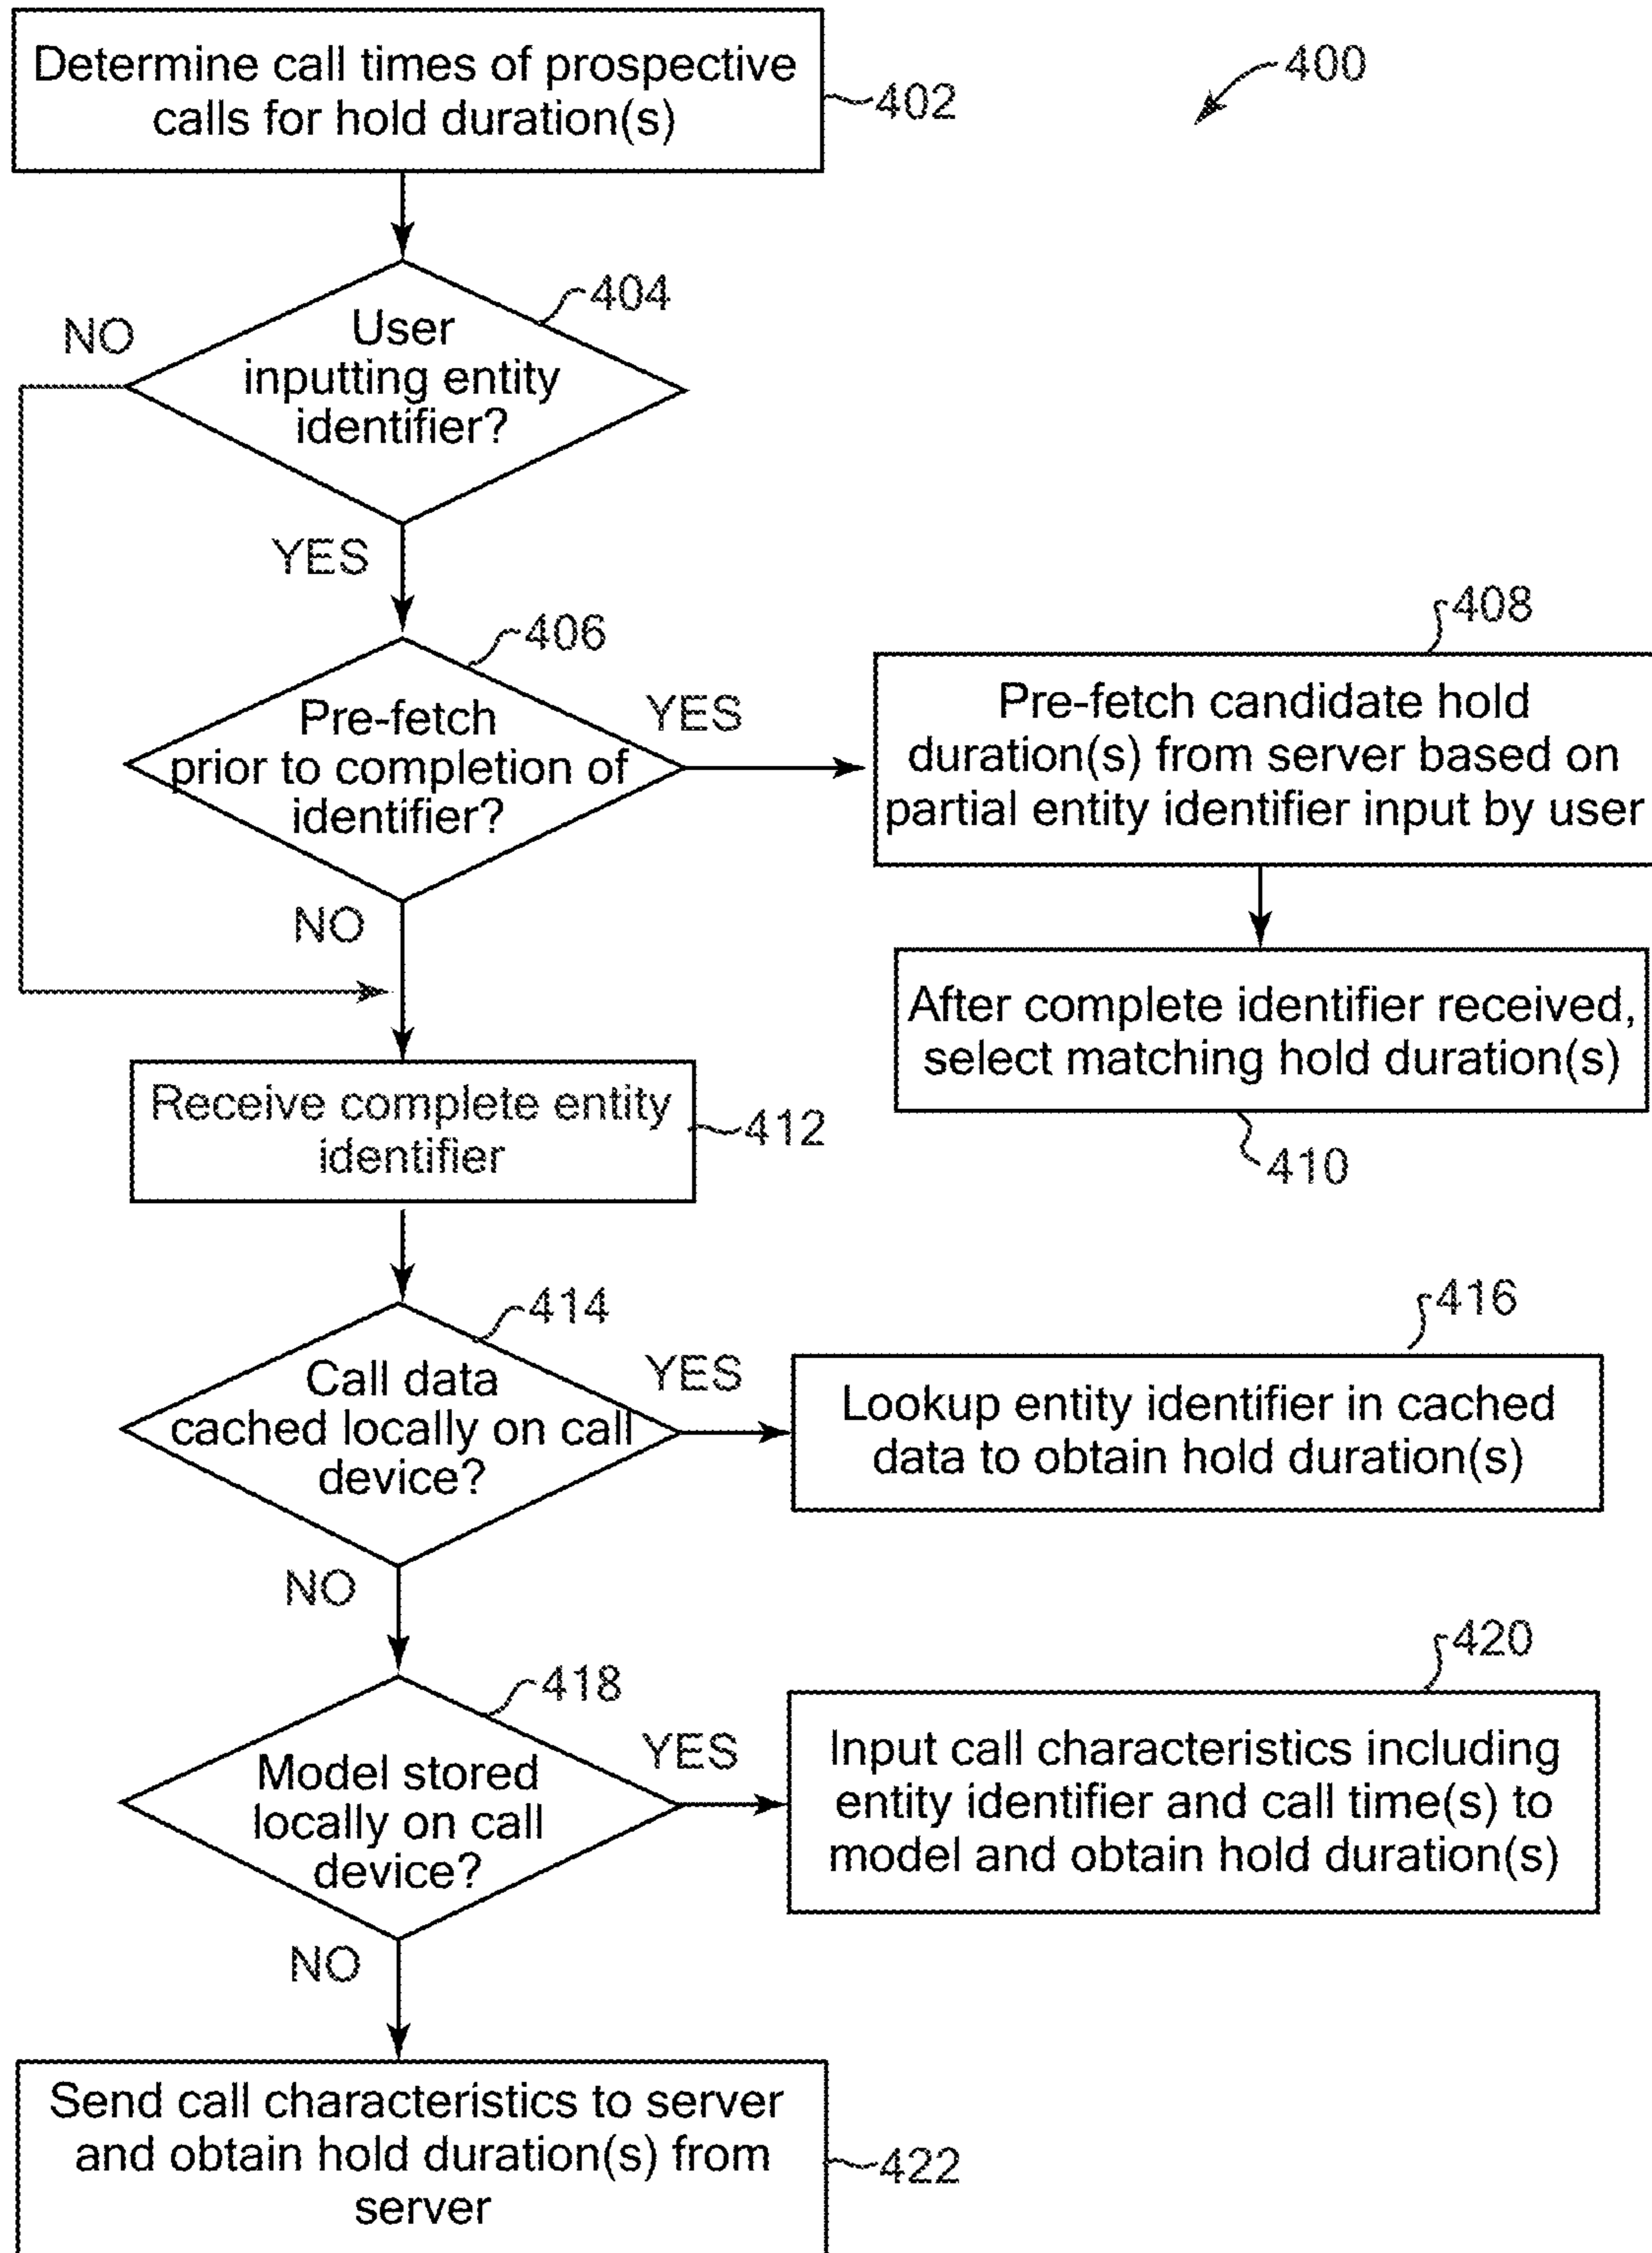 Determine call times of prospective
calls for hold duration(s)
402
400
User
inputting entity
identifier?
404
NO
YES
Pre-fetch
prior to completion of
identifier?
406
YES
NO
Pre-fetch candidate hold
duration(s) from server based on
partial entity identifier input by user
408
After complete identifier received,
select matching hold duration(s)
410
Receive complete entity
identifier
412
Call data
cached locally on call
device?
414
YES
NO
Lookup entity identifier in cached
data to obtain hold duration(s)
416
Model stored
locally on call
device?
418
YES
NO
Input call characteristics including
entity identifier and call time(s) to
model and obtain hold duration(s)
420
Send call characteristics to server
and obtain hold duration(s) from
server
422